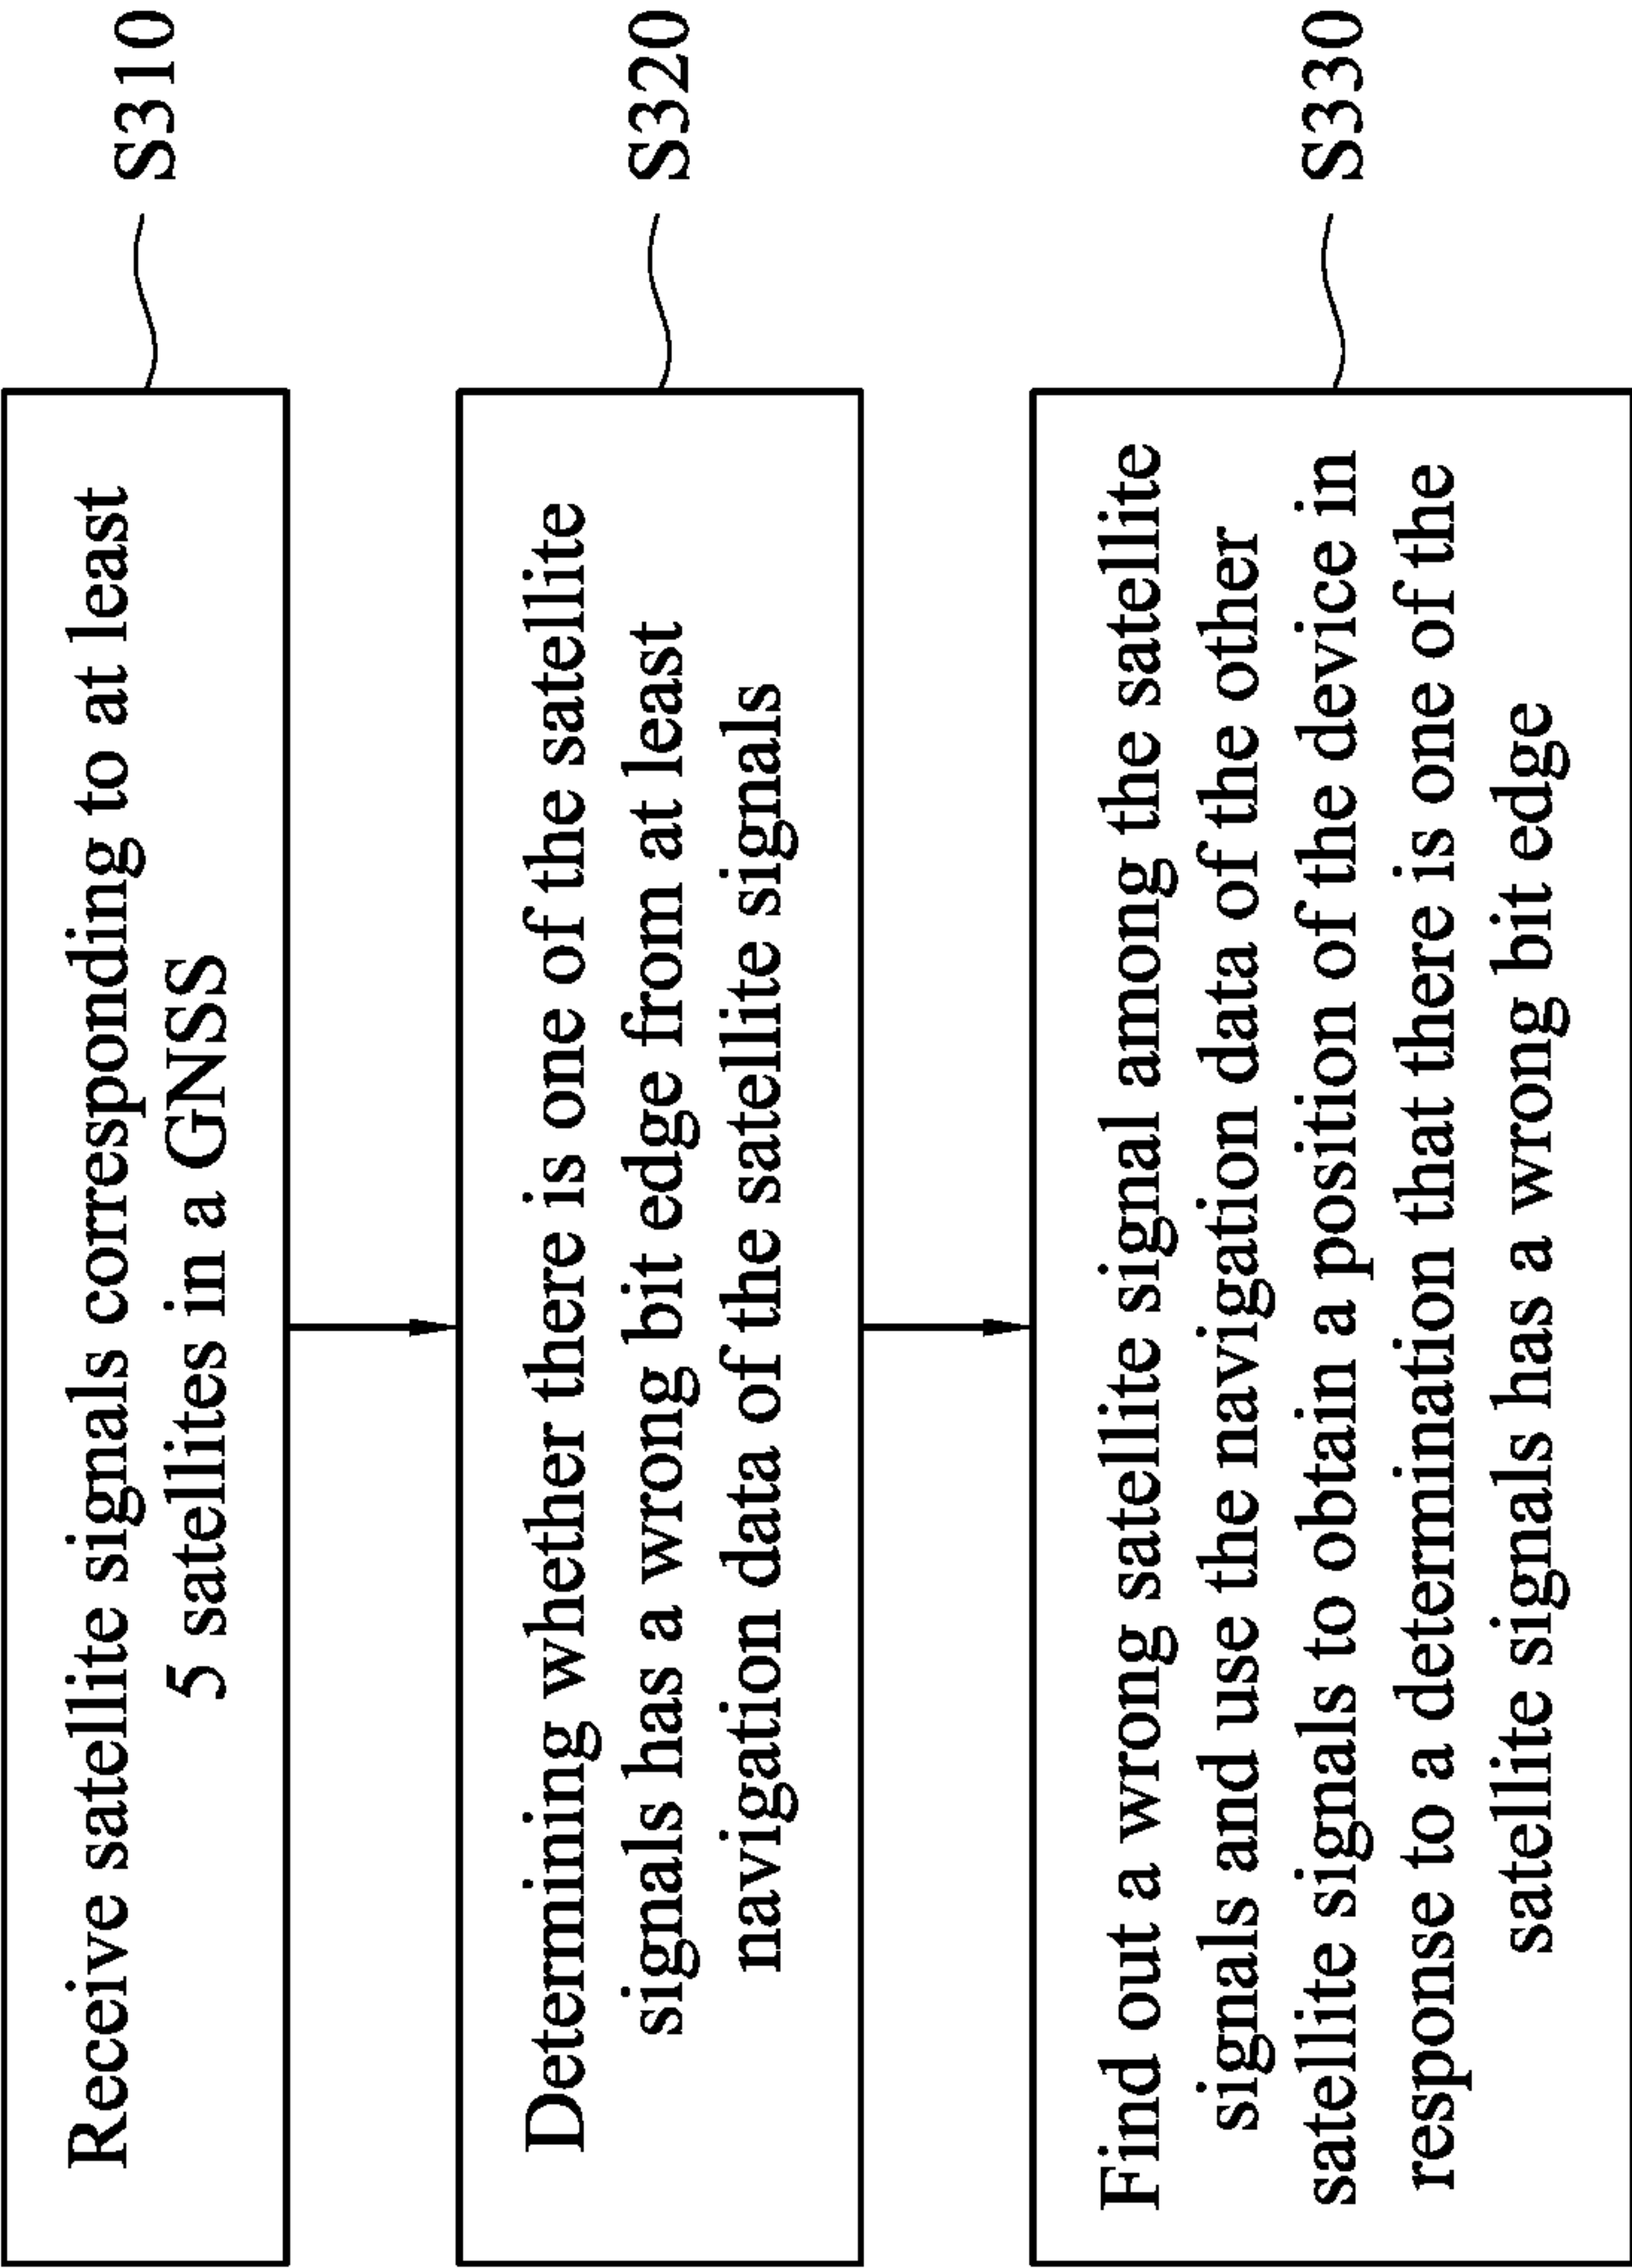 Receive satellite signals corresponding to at least
5 satellites in a GNSS
S310
Determining whether there is one of the satellite
signals has a wrong bit edge from at least
navigation data of the satellite signals
S320
Find out a wrong satellite signal among the satellite
signals and use the navigation data of the other
satellite signals to obtain a position of the device in
response to a determination that there is one of the
satellite signals has a wrong bit edge
S330